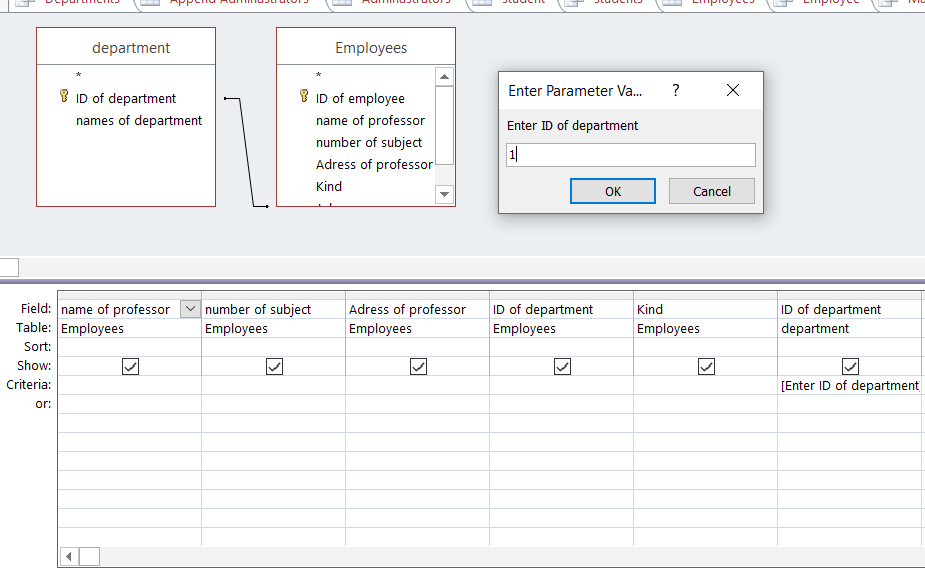 Departments Append Adminastrators Adminastrators student students Employees Employee Ma
department
*
ID of department
names of department
Employees
*
ID of employee
name of professor
number of subject
Adress of professor
Kind
Enter Parameter Va... ?
Enter ID of department
1
OK Cancel
Field: name of professor number of subject Adress of professor ID of department Kind ID of department
Table: Employees Employees Employees Employees Employees department
Sort:
Show:
Criteria: [Enter ID of department
or: